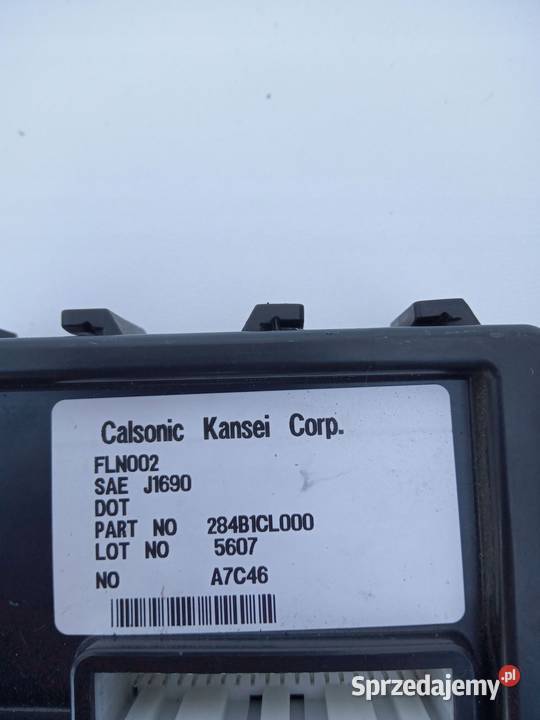 Calsonic Kansei Corp.
FLN002
SAE J1690
DOT
PART NO 284B1CL000
LOT NO 5607
NO A7C46
Sprzedajemy.pl